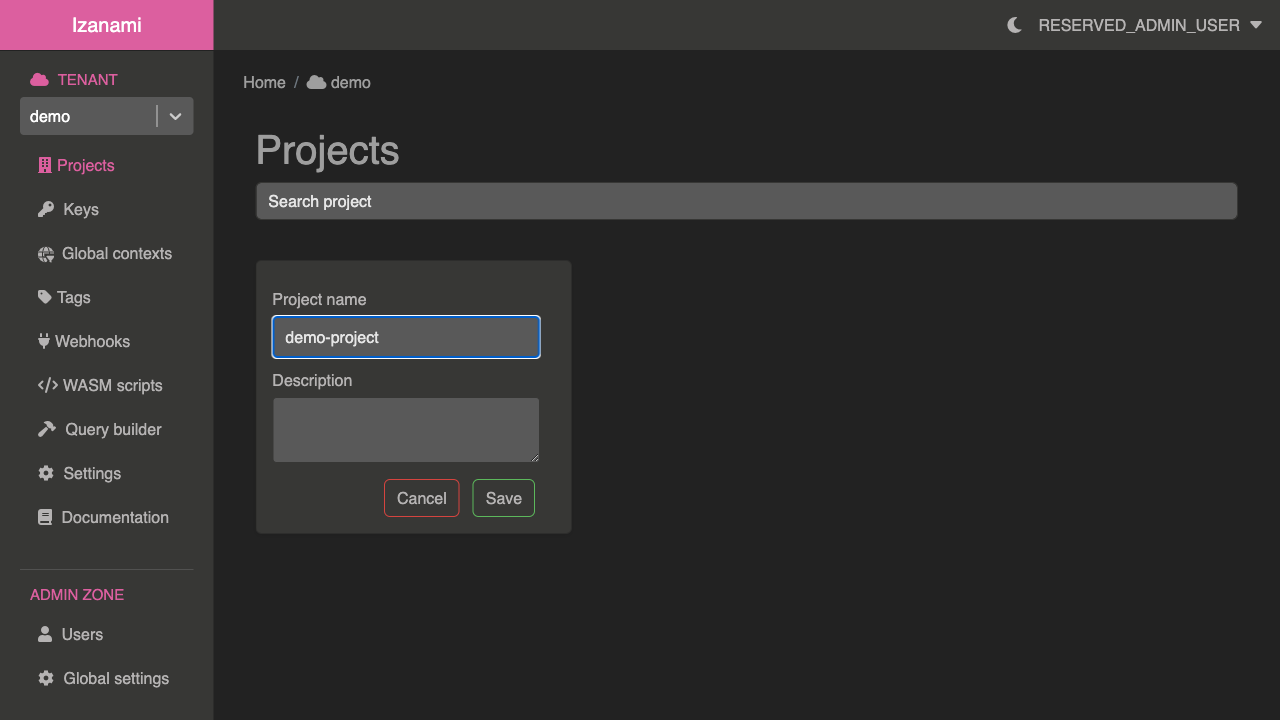 Izanami
RESERVED_ADMIN_USER
TENANT
demo
Projects
Keys
Global contexts
Tags
Webhooks
WASM scripts
Query builder
Settings
Documentation
ADMIN ZONE
Users
Global settings
Home / demo
Projects
Search project
Project name
demo-project
Description
Cancel Save